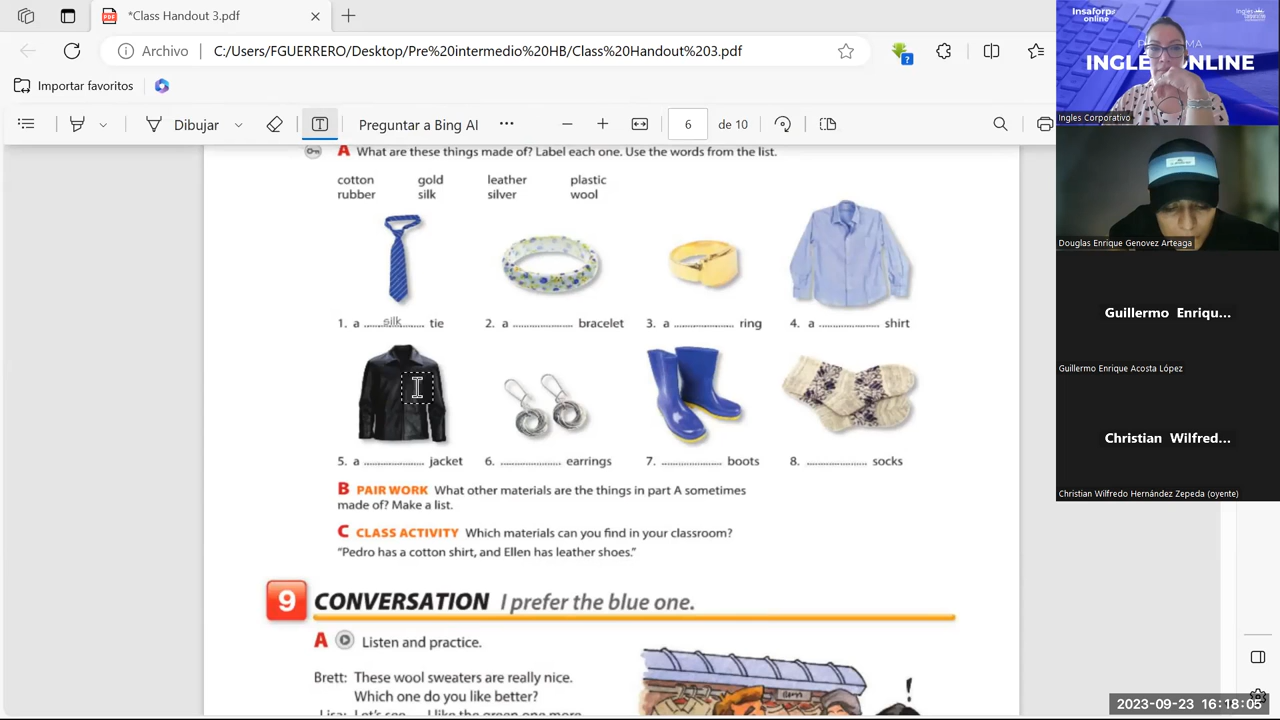 *Class Handout 3.pdf
Archivo
C:/Users/FGUERRERO/Desktop/Pre%20intermedio%20HB/Class%20Handout%203.pdf
Importar favoritos
Dibujar
Preguntar a Bing AI
6
de 10
A What are these things made of? Label each one. Use the words from the list.
cotton gold leather plastic
rubber silk silver wool
1. a ....silk.... tie
2. a .................. bracelet
3. a .................. ring
4. a .................. shirt
5. a .................. jacket
6. .................. earrings
7. .................. boots
8. .................. socks
B PAIR WORK What other materials are the things in part A sometimes
made of? Make a list.
C CLASS ACTIVITY Which materials can you find in your classroom?
"Pedro has a cotton shirt, and Ellen has leather shoes."
9 CONVERSATION I prefer the blue one.
A Listen and practice.
Brett: These wool sweaters are really nice.
Which one do you like better?
Insaforp
online
INGLÉS ONLINE
Ingles Corporativo
Douglas Enrique Genovez Arteaga
Guillermo Enriqu...
Guillermo Enrique Acosta López
Christian Wilfred...
Christian Wilfredo Hernández Zepeda (oyente)
2023-09-23 16:18:05